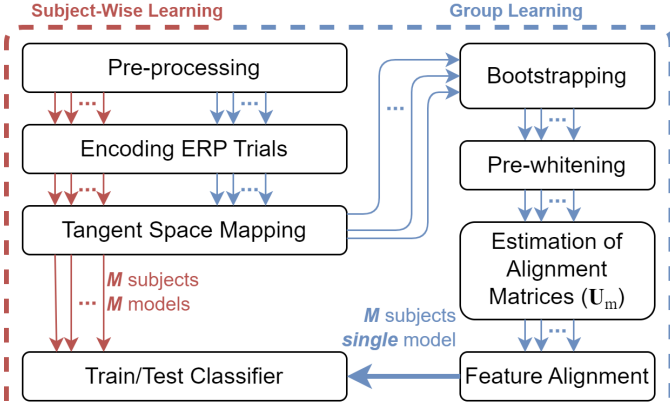 Subject-Wise Learning
Group Learning
Pre-processing
...
...
Encoding ERP Trials
...
...
Tangent Space Mapping
M subjects
... M models
Train/Test Classifier
...
Bootstrapping
...
Pre-whitening
...
Estimation of
Alignment
Matrices (Um)
...
M subjects
single model
Feature Alignment